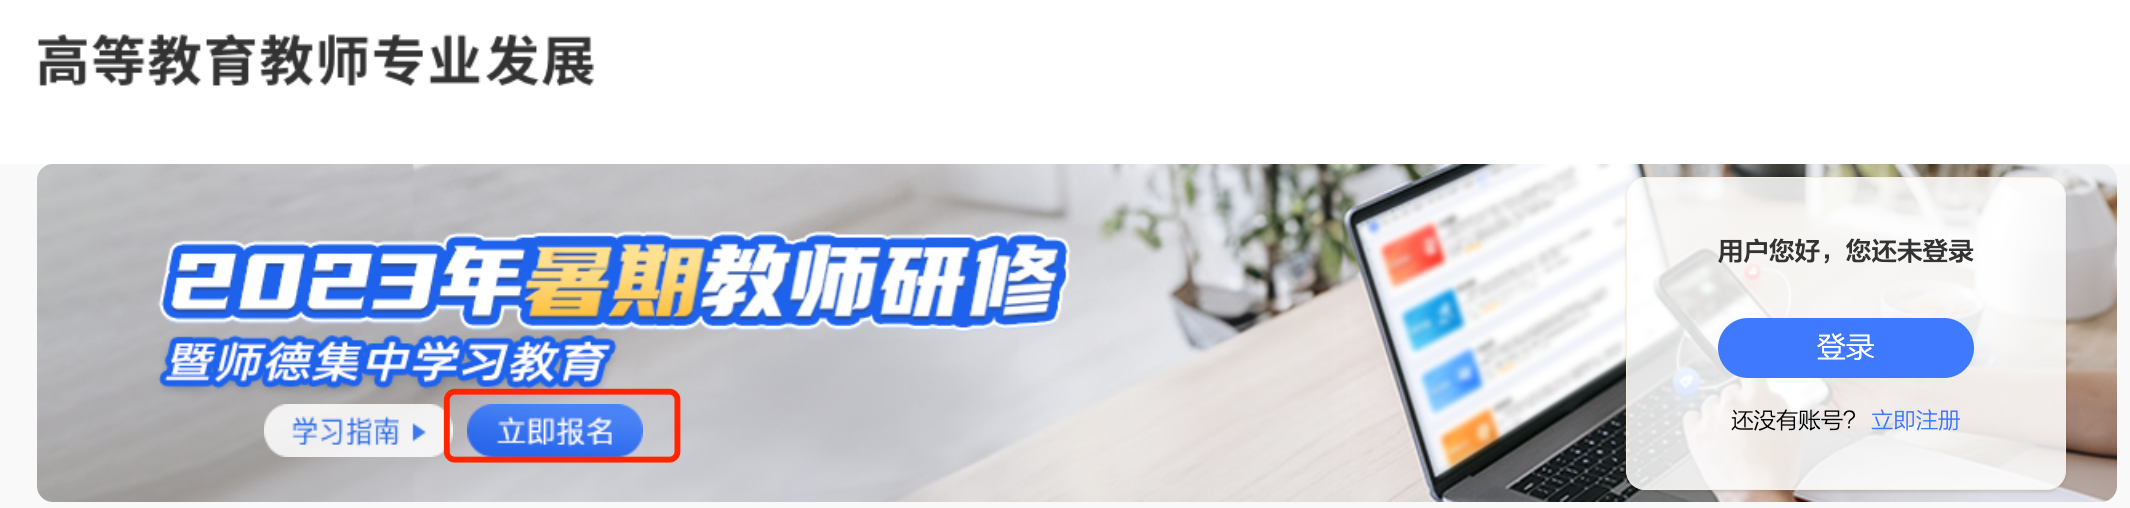 高等教育教师专业发展
2023年暑期教师研修
暨师德集中学习教育
学习指南
立即报名
用户您好，您还未登录
登录
还没有账号？ 立即注册